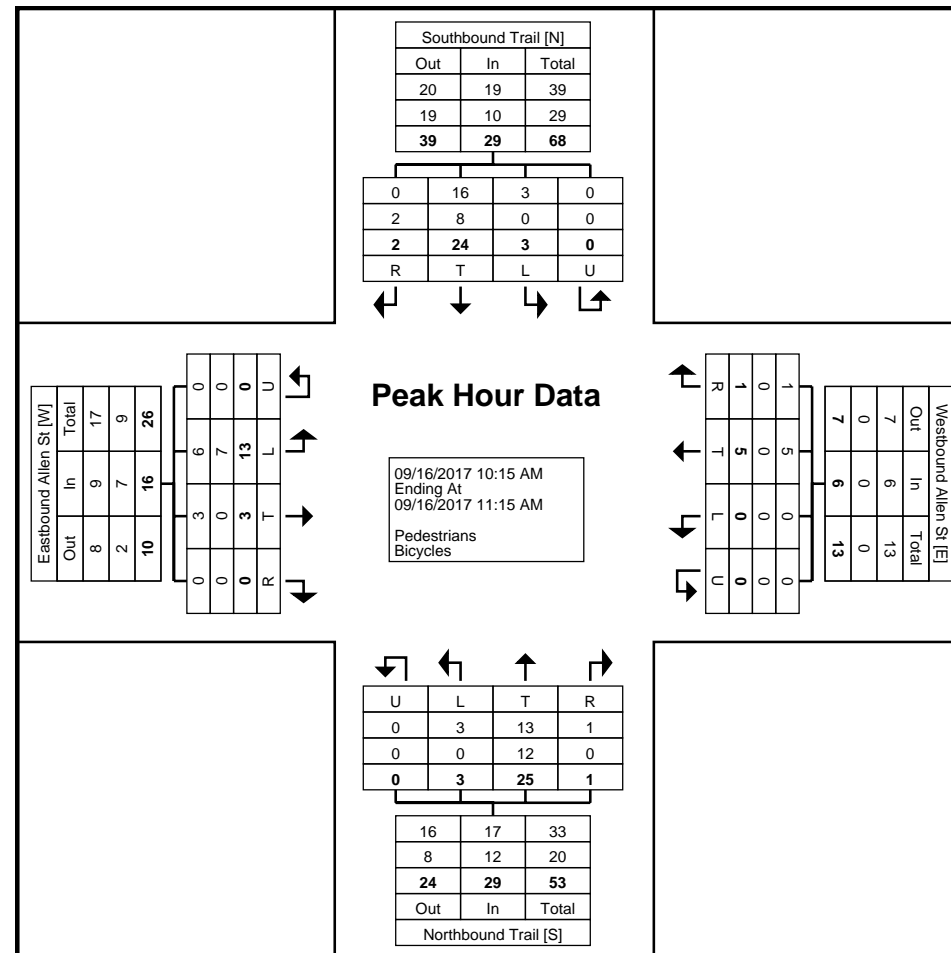 Southbound Trail [N]
Out In Total
20 19 39
19 10 29
39 29 68
0 16 3 0
2 8 0 0
2 24 3 0
R T L U
Peak Hour Data
09/16/2017 10:15 AM
Ending At
09/16/2017 11:15 AM
Pedestrians
Bicycles
Eastbound Allen St [W]
Total In Out
17 9 8
9 7 2
26 16 10
0 6 3 0
0 7 0 0
0 13 3 0
U L T R
R T L U
1 5 0 0
0 0 0 0
1 5 0 0
7 6 13
0 0 0
7 6 13
Out In Total
Westbound Allen St [E]
U L T R
0 3 13 1
0 0 12 0
0 3 25 1
16 17 33
8 12 20
24 29 53
Out In Total
Northbound Trail [S]